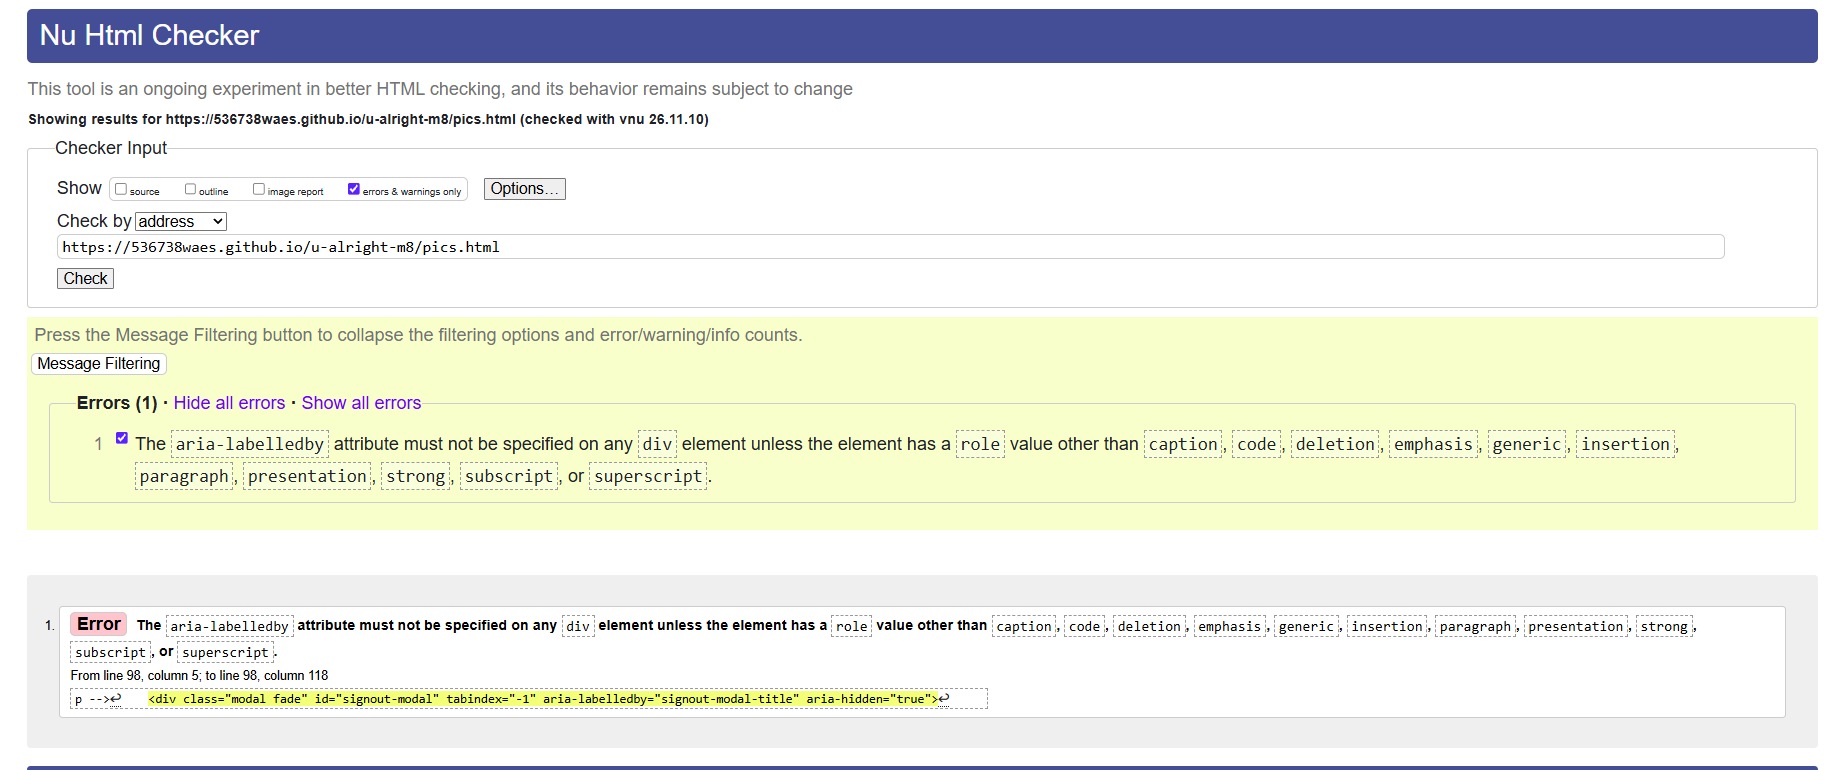 Nu Html Checker
This tool is an ongoing experiment in better HTML checking, and its behavior remains subject to change
Showing results for https://536738waes.github.io/u-alright-m8/pics.html (checked with vnu 26.11.10)
Checker Input
Show source outline image report errors & warnings only Options...
Check by address
https://536738waes.github.io/u-alright-m8/pics.html
Check
Press the Message Filtering button to collapse the filtering options and error/warning/info counts.
Message Filtering
Errors (1) · Hide all errors · Show all errors
1 The aria-labelledby attribute must not be specified on any div element unless the element has a role value other than caption, code, deletion, emphasis, generic, insertion,
paragraph, presentation, strong, subscript, or superscript.
1. Error The aria-labelledby attribute must not be specified on any div element unless the element has a role value other than caption, code, deletion, emphasis, generic, insertion, paragraph, presentation, strong,
subscript, or superscript.
From line 98, column 5; to line 98, column 118
p -->↩ <div class="modal fade" id="signout-modal" tabindex="-1" aria-labelledby="signout-modal-title" aria-hidden="true">↩